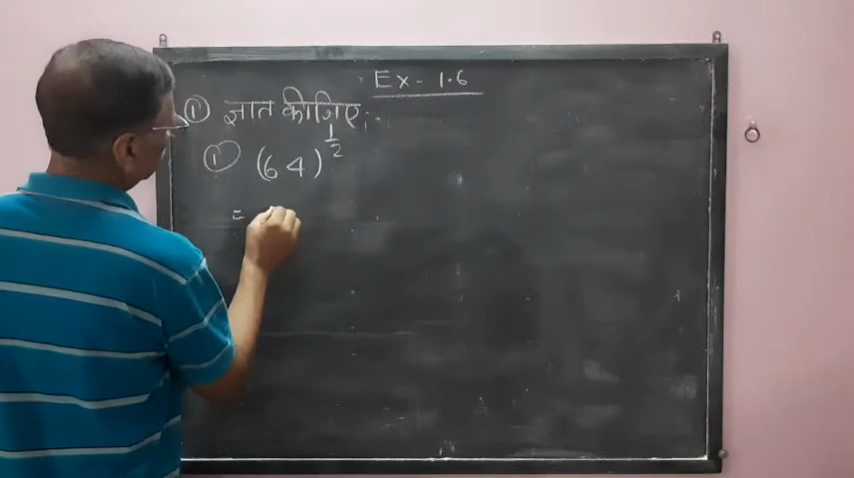 Ex - 1.6
① ज्ञात कीजिए :-
① (64)^{1/2}
=